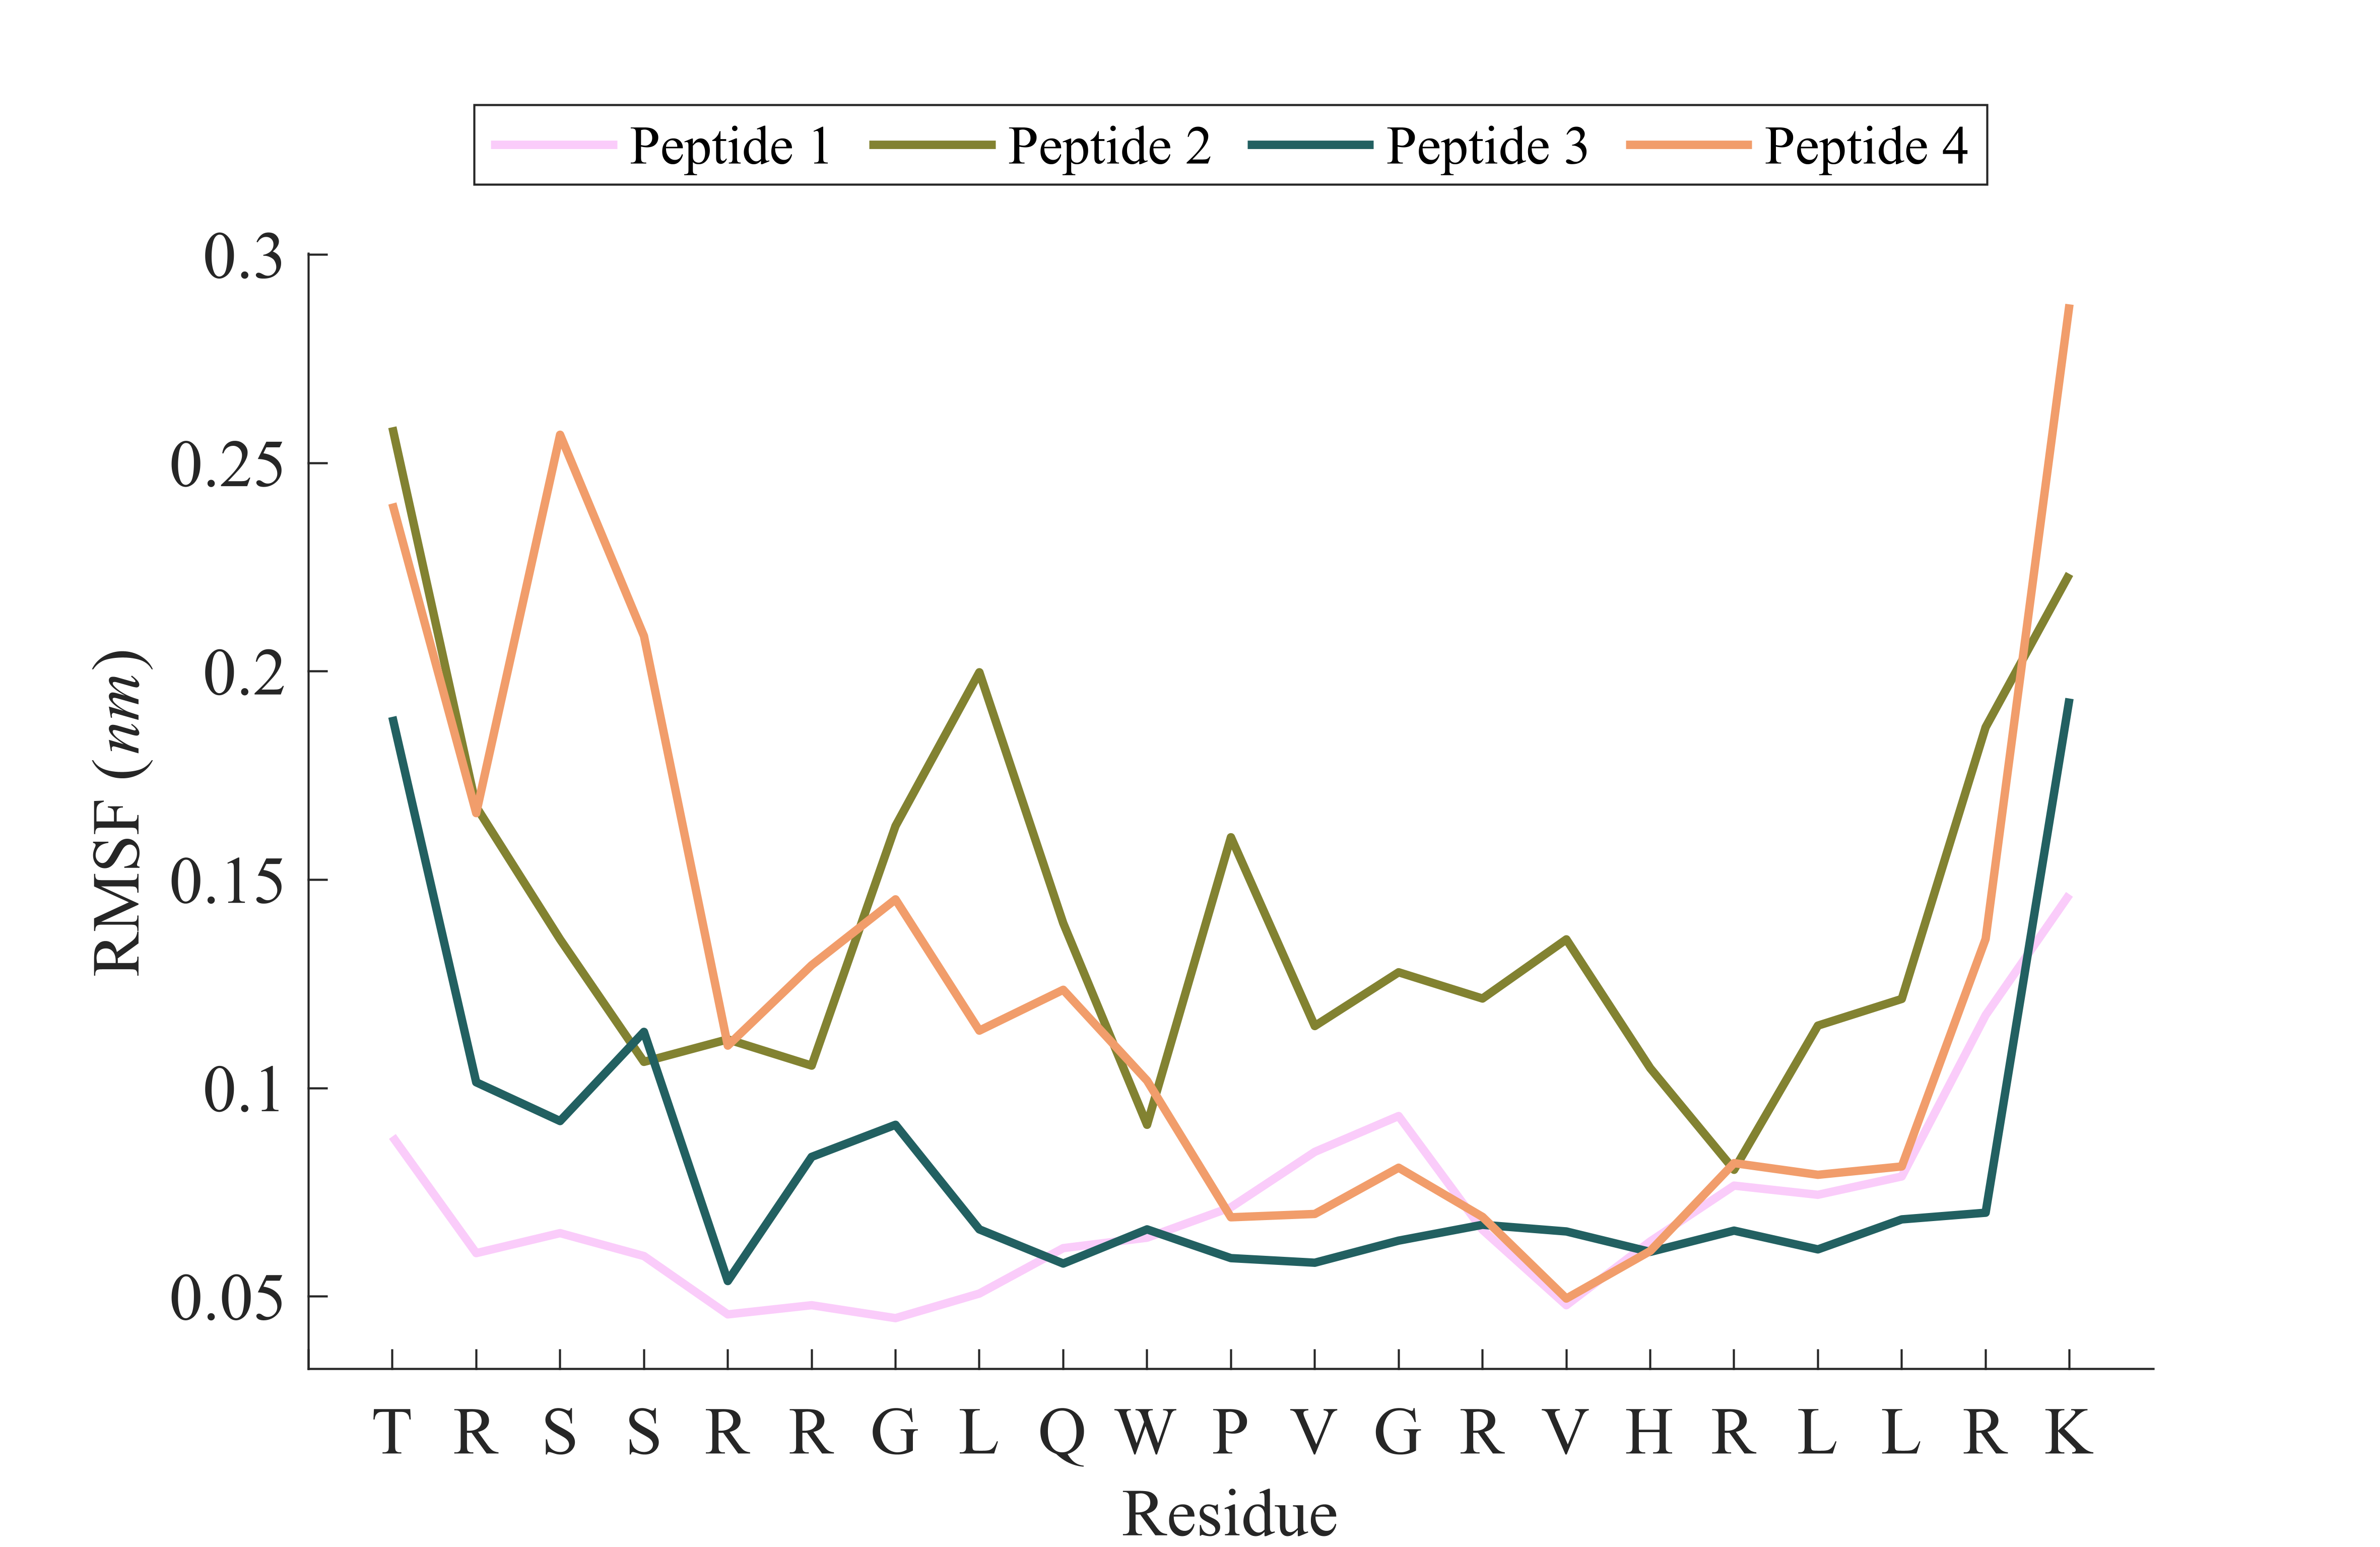 Peptide 1 Peptide 2 Peptide 3 Peptide 4
0.3
0.25
0.2
0.15
0.1
0.05
RMSF (nm)
T R S S R R G L Q W P V G R V H R L L R K
Residue